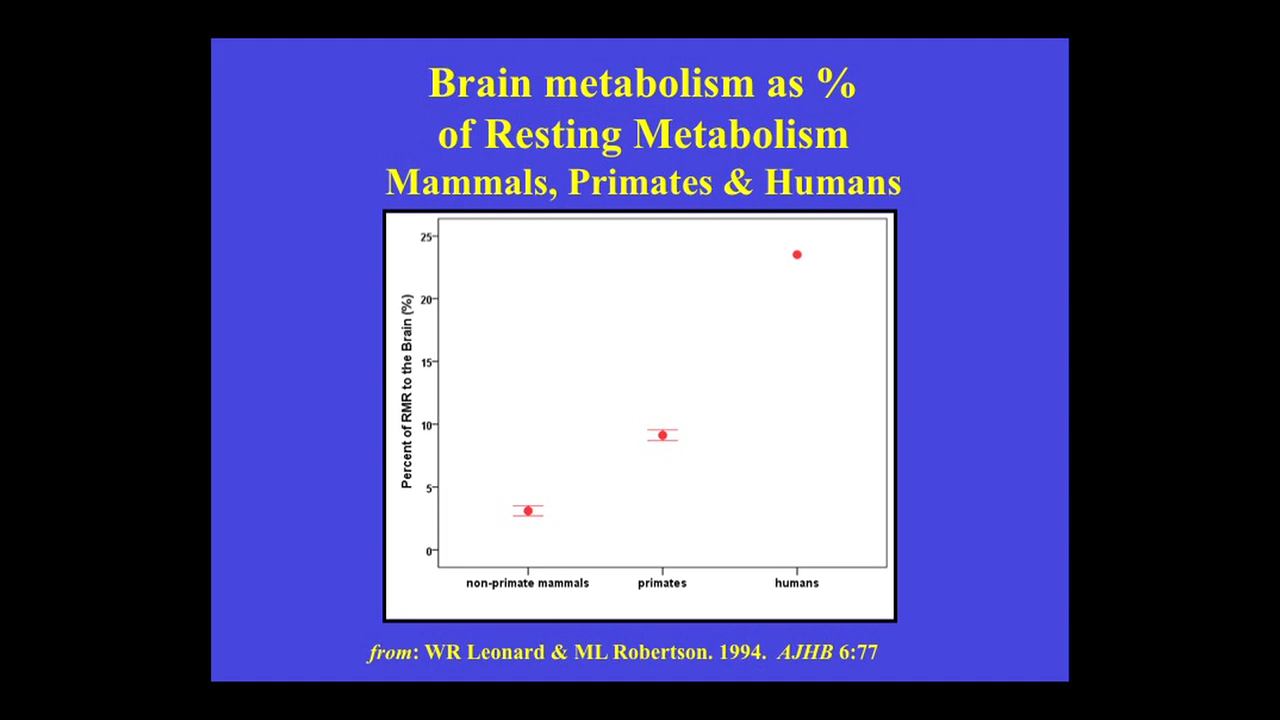 Brain metabolism as %
of Resting Metabolism
Mammals, Primates & Humans
Percent of RMR to the Brain (%)
25
20
15
10
5
0
non-primate mammals
primates
humans
from: WR Leonard & ML Robertson. 1994. AJHB 6:77